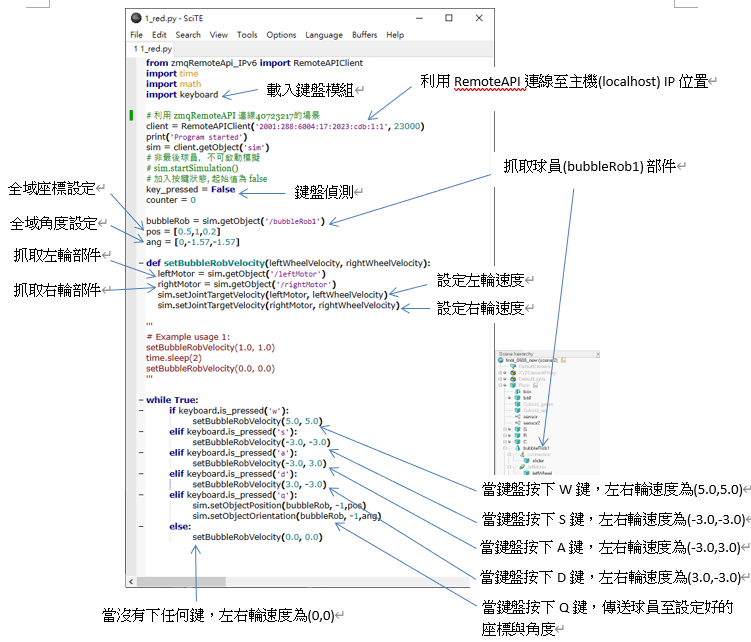 1_red.py - SciTE
File Edit Search View Tools Options Language Buffers Help
1 1_red.py
from zmqRemoteApi_IPv6 import RemoteAPIClient
import time
import math
import keyboard
載入鍵盤模組
利用 RemoteAPI 連線至主機(localhost) IP 位置
# 利用 zmqRemoteAPI 連線40723217的場景
client = RemoteAPIClient('2001:288:6004:17:2023:cdb:1:1', 23000)
print('Program started')
sim = client.getObject('sim')
# 非最後球員, 不可啟動模擬
# sim.startSimulation()
# 加入按鍵狀態, 起始值為 false
key_pressed = False
counter = 0
抓取球員(bubbleRob1) 部件
鍵盤偵測
全域座標設定
全域角度設定
bubbleRob = sim.getObject('/bubbleRob1')
pos = [0.5,1,0.2]
ang = [0,-1.57,-1.57]
抓取左輪部件
抓取右輪部件
def setBubbleRobVelocity(leftWheelVelocity, rightWheelVelocity):
leftMotor = sim.getObject('/leftMotor')
rightMotor = sim.getObject('/rightMotor')
sim.setJointTargetVelocity(leftMotor, leftWheelVelocity)
sim.setJointTargetVelocity(rightMotor, rightWheelVelocity)
設定左輪速度
設定右輪速度
'''
# Example usage 1:
setBubbleRobVelocity(1.0, 1.0)
time.sleep(2)
setBubbleRobVelocity(0.0, 0.0)
'''
while True:
if keyboard.is_pressed('w'):
setBubbleRobVelocity(5.0, 5.0)
elif keyboard.is_pressed('s'):
setBubbleRobVelocity(-3.0, -3.0)
elif keyboard.is_pressed('a'):
setBubbleRobVelocity(-3.0, 3.0)
elif keyboard.is_pressed('d'):
setBubbleRobVelocity(3.0, -3.0)
elif keyboard.is_pressed('q'):
sim.setObjectPosition(bubbleRob, -1,pos)
sim.setObjectOrientation(bubbleRob, -1,ang)
else:
setBubbleRobVelocity(0.0, 0.0)
Scene hierarchy
DefaultCamera
DefaultLights
Floor
box
ball
sensor
sensor2
G
R
C
bubbleRob1
slider
leftMotor
leftWheel
當鍵盤按下 W 鍵，左右輪速度為(5.0,5.0)
當鍵盤按下 S 鍵，左右輪速度為(-3.0,-3.0)
當鍵盤按下 A 鍵，左右輪速度為(-3.0,3.0)
當鍵盤按下 D 鍵，左右輪速度為(3.0,-3.0)
當鍵盤按下 Q 鍵，傳送球員至設定好的
座標與角度
當沒有下任何鍵，左右輪速度為(0,0)